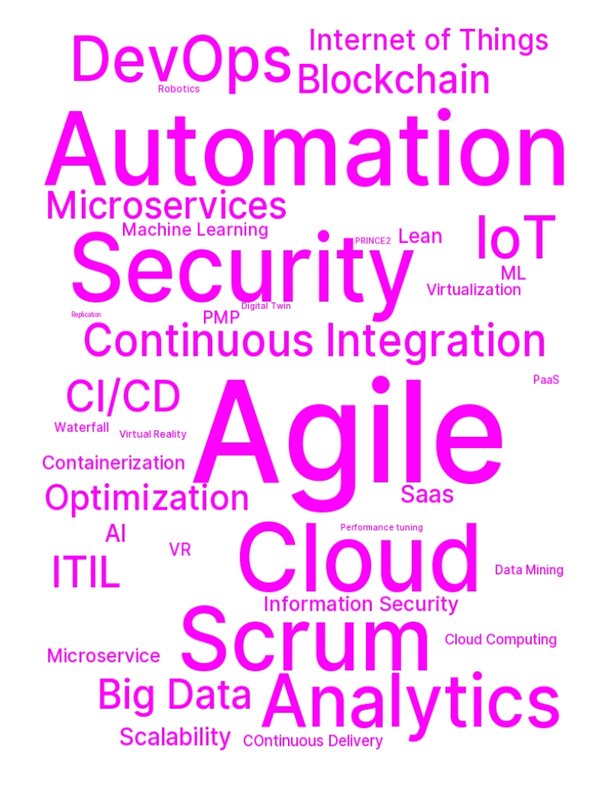 Internet of Things
DevOps
Blockchain
Robotics
Automation
Microservices
Machine Learning
PRINCE2
Lean
IoT
Security
ML
Virtualization
Digital Twin
Replication
PMP
Continuous Integration
PaaS
CI/CD
Agile
Waterfall
Virtual Reality
Containerization
Optimization
Saas
Performance tuning
AI
VR
Cloud
ITIL
Data Mining
Information Security
Scrum
Cloud Computing
Microservice
Big Data
Analytics
Scalability
COntinuous Delivery